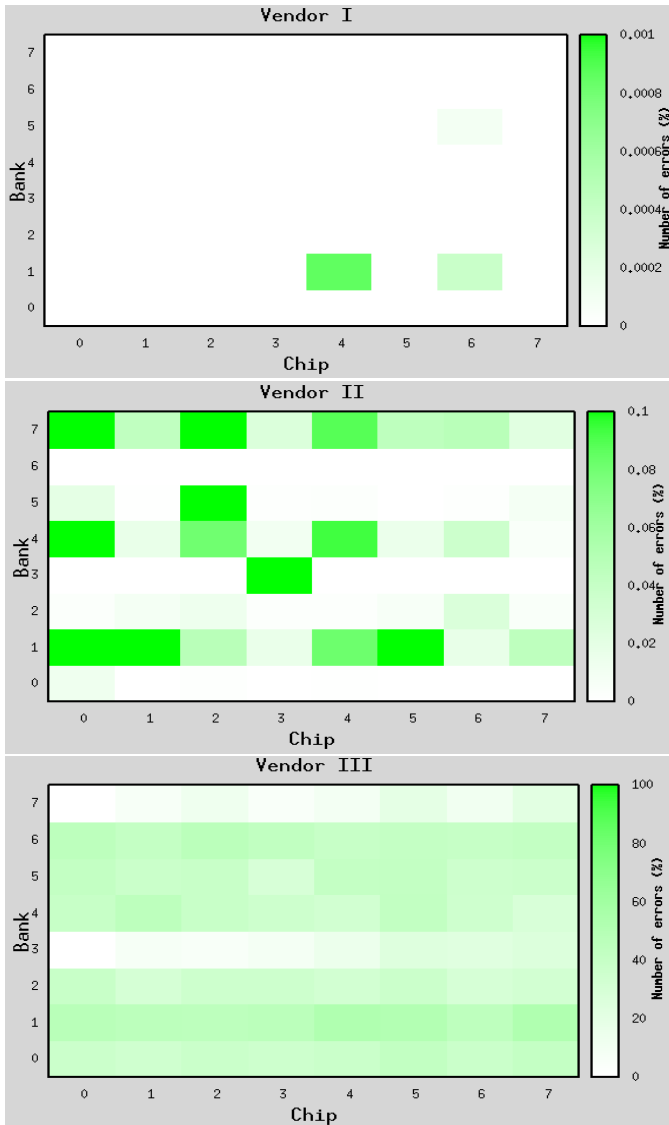 Vendor I
7
6
5
4
3
2
1
0
Bank
0 1 2 3 4 5 6 7
Chip
0.001
0.0008
0.0006
0.0004
0.0002
0
Number of errors (%)
Vendor II
7
6
5
4
3
2
1
0
Bank
0 1 2 3 4 5 6 7
Chip
0.1
0.08
0.06
0.04
0.02
0
Number of errors (%)
Vendor III
7
6
5
4
3
2
1
0
Bank
0 1 2 3 4 5 6 7
Chip
100
80
60
40
20
0
Number of errors (%)